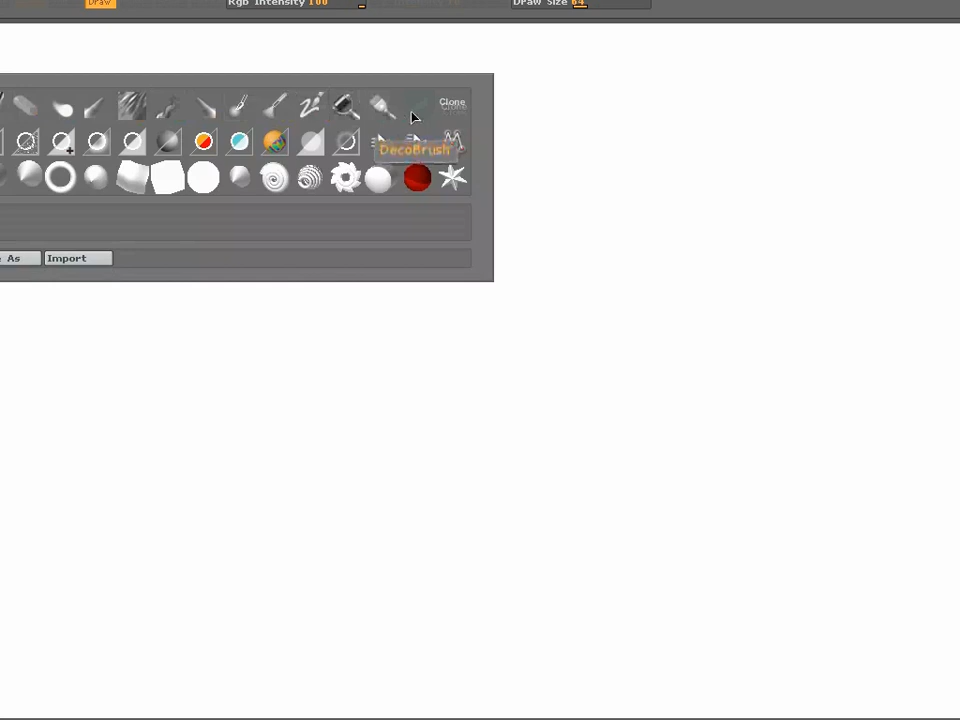 Draw
Rgb Intensity 100
Draw Size 64
Clone
DecoBrush
e As
Import